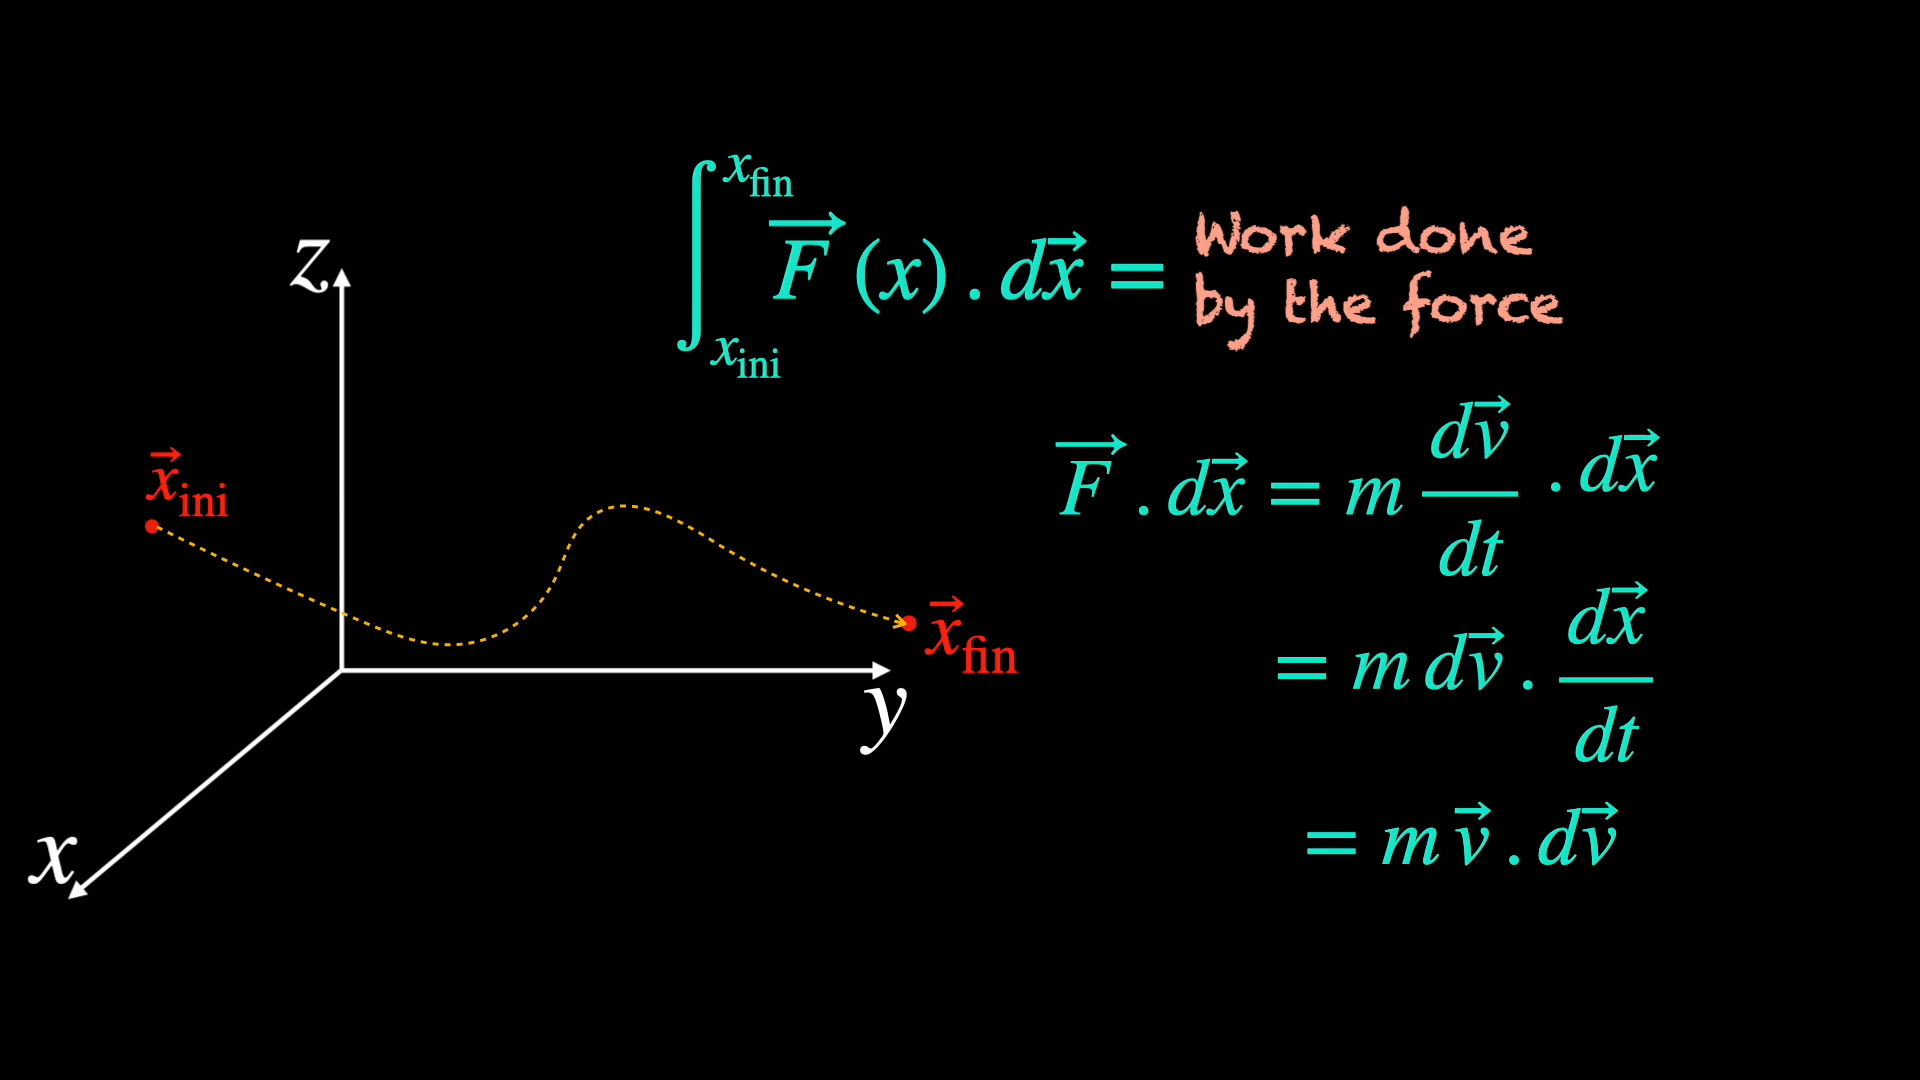 ∫_{x_ini}^{x_fin} F⃗(x) . dx⃗ = Work done
by the force
F⃗ . dx⃗ = m dv⃗/dt . dx⃗
= m dv⃗ . dx⃗/dt
= m v⃗ . dv⃗
z
x⃗_ini
x⃗_fin
y
x